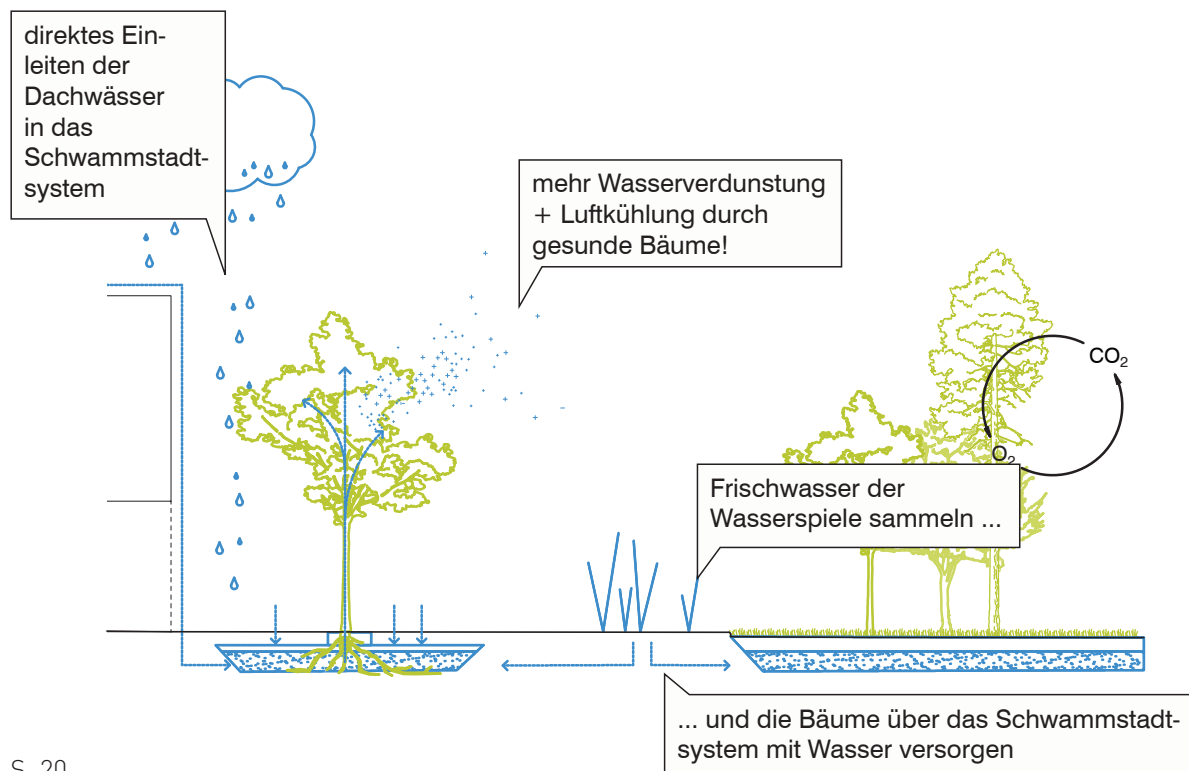 direktes Ein-
leiten der
Dachwässer
in das
Schwammstadt-
system
mehr Wasserverdunstung
+ Luftkühlung durch
gesunde Bäume!
CO₂
O₂
Frischwasser der
Wasserspiele sammeln ...
... und die Bäume über das Schwammstadt-
system mit Wasser versorgen
S. 20